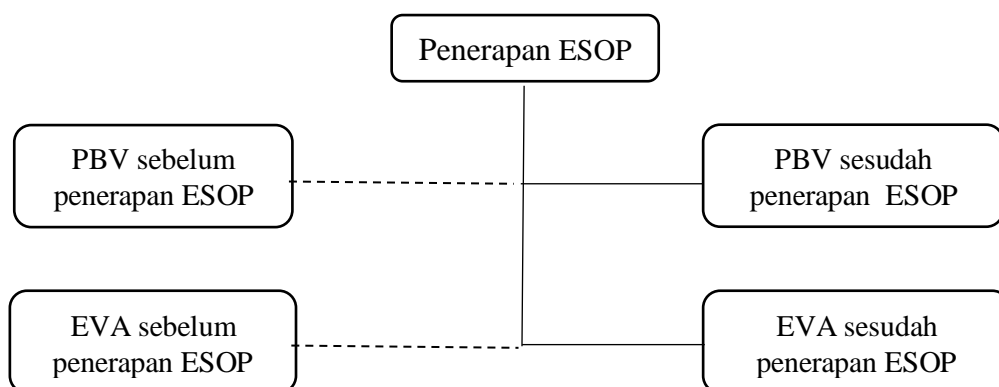 Penerapan ESOP
PBV sebelum
penerapan ESOP
PBV sesudah
penerapan ESOP
EVA sebelum
penerapan ESOP
EVA sesudah
penerapan ESOP